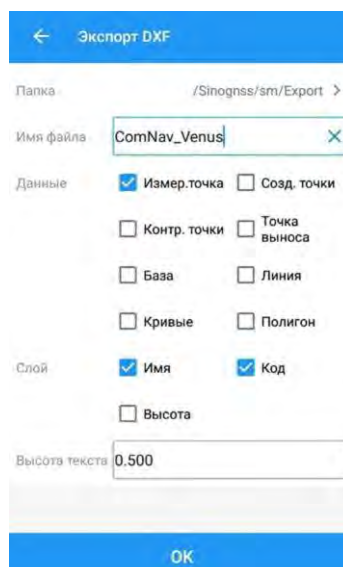 Экспорт DXF
Папка /Sinognss/sm/Export
Имя файла ComNav_Venus
Данные Измер.точка Созд. точки
Контр. точки Точка выноса
База Линия
Кривые Полигон
Слой Имя Код
Высота
Высота текста 0.500
OK